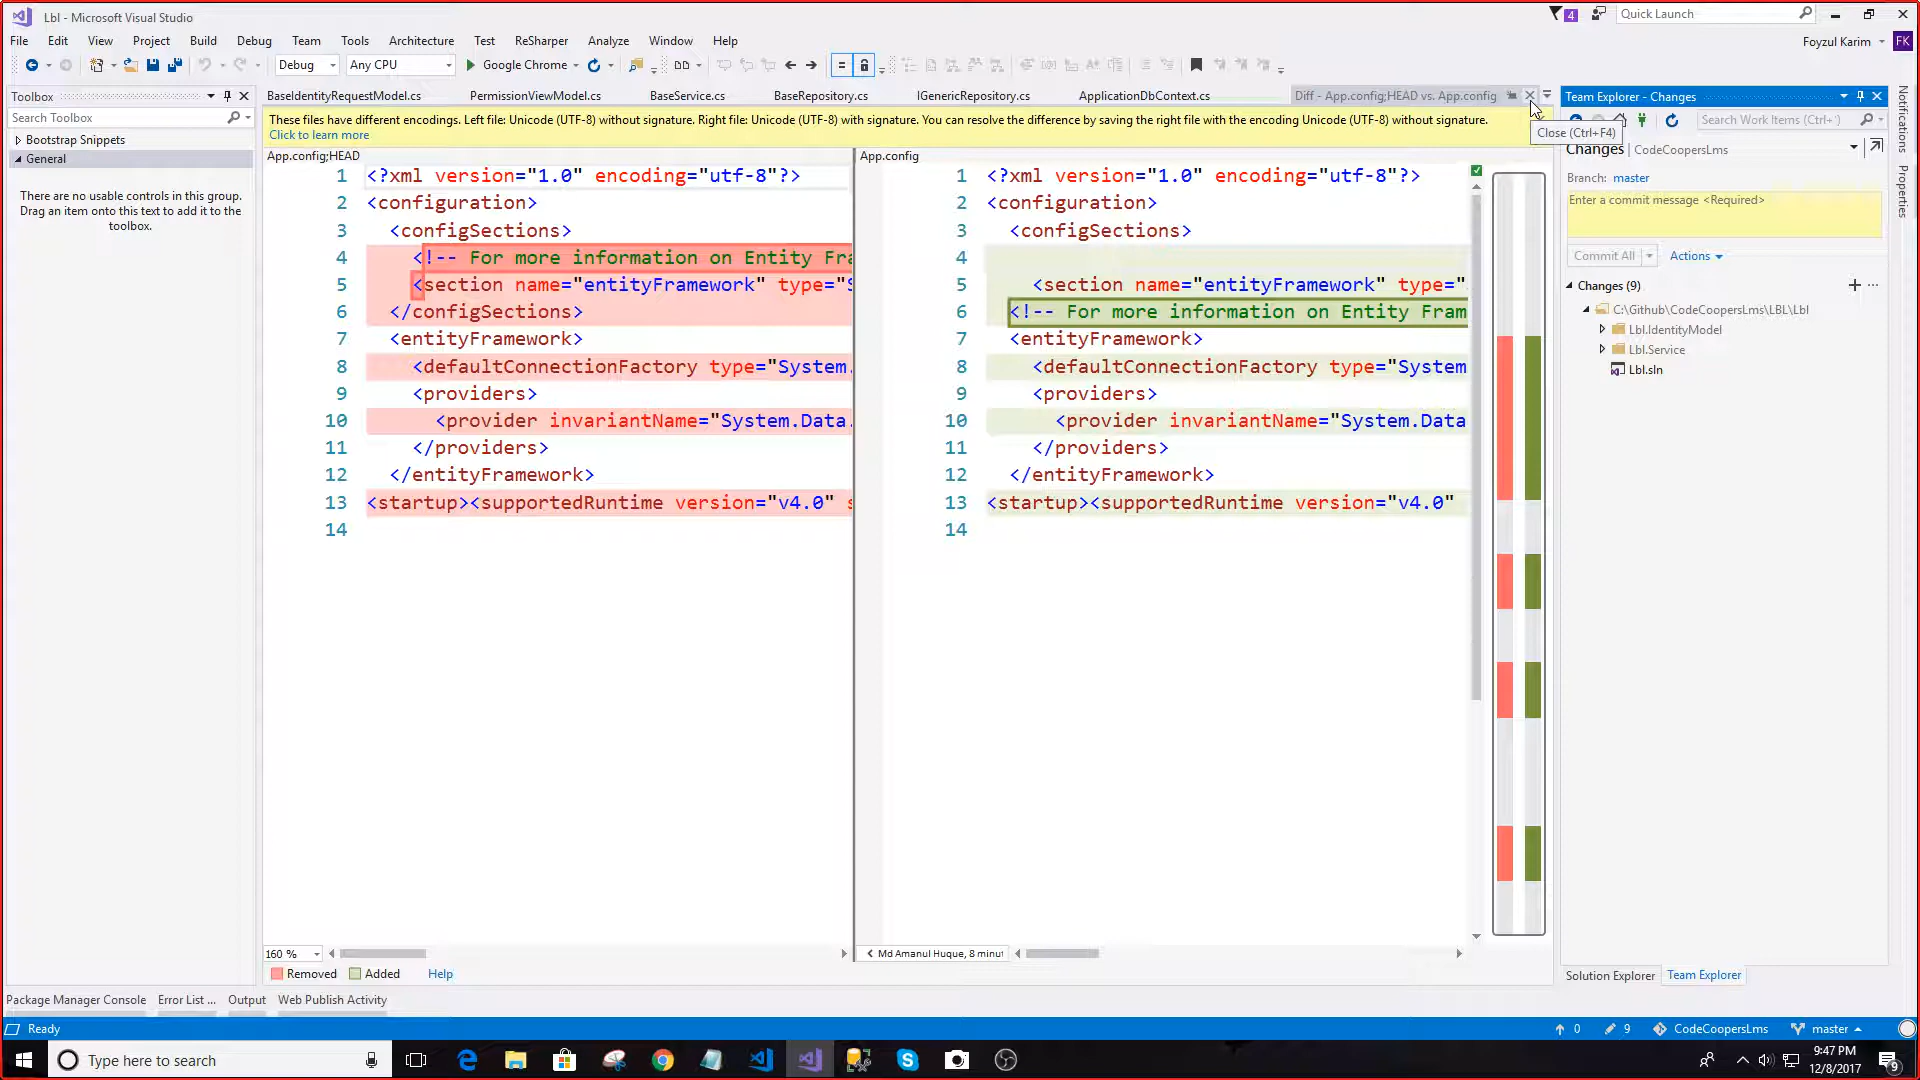 Lbl - Microsoft Visual Studio
4
Quick Launch
File Edit View Project Build Debug Team Tools Architecture Test ReSharper Analyze Window Help
Foyzul Karim FK
Debug Any CPU Google Chrome
Toolbox
BaseIdentityRequestModel.cs PermissionViewModel.cs BaseService.cs BaseRepository.cs IGenericRepository.cs ApplicationDbContext.cs Diff - App.config;HEAD vs. App.config
Team Explorer - Changes
Search Toolbox
These files have different encodings. Left file: Unicode (UTF-8) without signature. Right file: Unicode (UTF-8) with signature. You can resolve the difference by saving the right file with the encoding Unicode (UTF-8) without signature.
Click to learn more
Search Work Items (Ctrl+')
Close (Ctrl+F4)
Bootstrap Snippets
General
There are no usable controls in this group.
Drag an item onto this text to add it to the
toolbox.
App.config;HEAD
1 <?xml version="1.0" encoding="utf-8"?>
2 <configuration>
3 <configSections>
4 <!-- For more information on Entity Fra
5 <section name="entityFramework" type="S
6 </configSections>
7 <entityFramework>
8 <defaultConnectionFactory type="System.
9 <providers>
10 <provider invariantName="System.Data.
11 </providers>
12 </entityFramework>
13 <startup><supportedRuntime version="v4.0" s
14
App.config
1 <?xml version="1.0" encoding="utf-8"?>
2 <configuration>
3 <configSections>
4
5 <section name="entityFramework" type="
6 <!-- For more information on Entity Fram
7 <entityFramework>
8 <defaultConnectionFactory type="System
9 <providers>
10 <provider invariantName="System.Data
11 </providers>
12 </entityFramework>
13 <startup><supportedRuntime version="v4.0"
14
Changes | CodeCoopersLms
Branch: master
Enter a commit message <Required>
Commit All Actions
Changes (9)
C:\Github\CodeCoopersLms\LBL\Lbl
Lbl.IdentityModel
Lbl.Service
Lbl.sln
Notifications
Properties
160 %
Md Amanul Huque, 8 minut
Removed Added Help
Solution Explorer Team Explorer
Package Manager Console Error List ... Output Web Publish Activity
Ready
0 9 CodeCoopersLms master
Type here to search
9:47 PM
12/8/2017
9